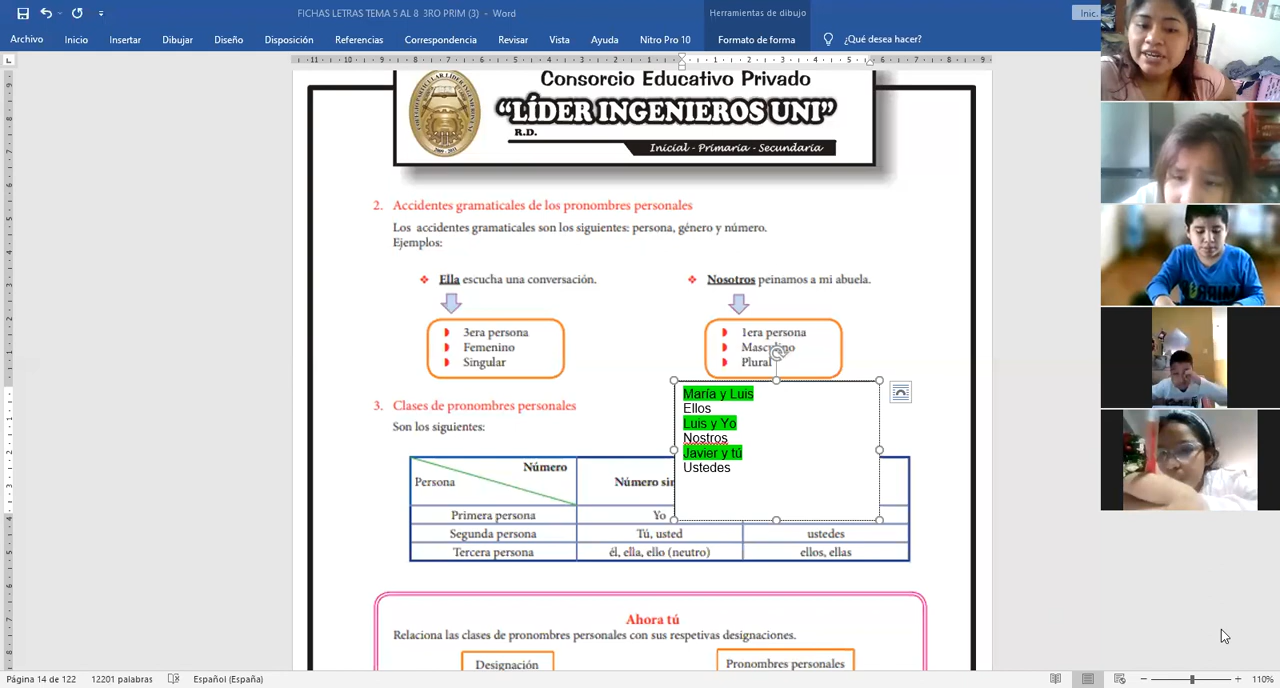 FICHAS LETRAS TEMA 5 AL 8 3RO PRIM (3) - Word
Herramientas de dibujo
Inic.
Archivo Inicio Insertar Dibujar Diseño Disposición Referencias Correspondencia Revisar Vista Ayuda Nitro Pro 10 Formato de forma ¿Qué desea hacer?
Consorcio Educativo Privado
“LÍDER INGENIEROS UNI”
R.D.
Inicial - Primaria - Secundaria
2. Accidentes gramaticales de los pronombres personales
Los accidentes gramaticales son los siguientes: persona, género y número.
Ejemplos:
Ella escucha una conversación.
Nosotros peinamos a mi abuela.
3era persona
Femenino
Singular
1era persona
Masculino
Plural
María y Luis
Ellos
Luis y Yo
Nostros
Javier y tú
Ustedes
3. Clases de pronombres personales
Son los siguientes:
Número
Persona
Número sin
Primera persona Yo
Segunda persona Tú, usted ustedes
Tercera persona él, ella, ello (neutro) ellos, ellas
Ahora tú
Relaciona las clases de pronombres personales con sus respetivas designaciones.
Designación
Pronombres personales
Página 14 de 122 12201 palabras Español (España) 110%